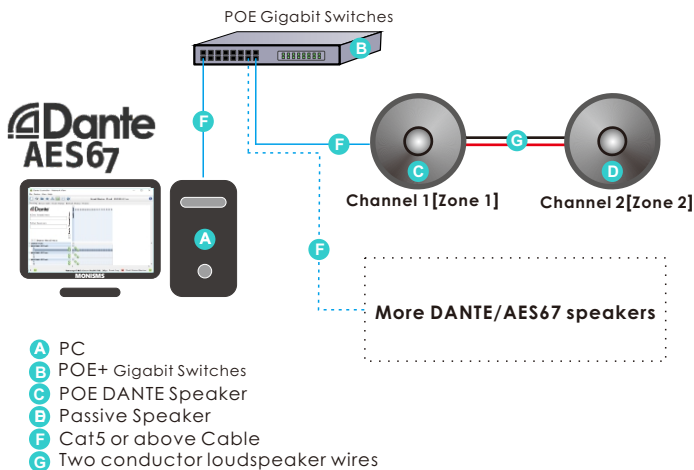 POE Gigabit Switches
B
F
Dante
AES67
F
C
G
D
Channel 1[Zone 1]
Channel 2[Zone 2]
A
MONISMS
F
More DANTE/AES67 speakers
A PC
B POE+ Gigabit Switches
C POE DANTE Speaker
Passive Speaker
F Cat5 or above Cable
G Two conductor loudspeaker wires